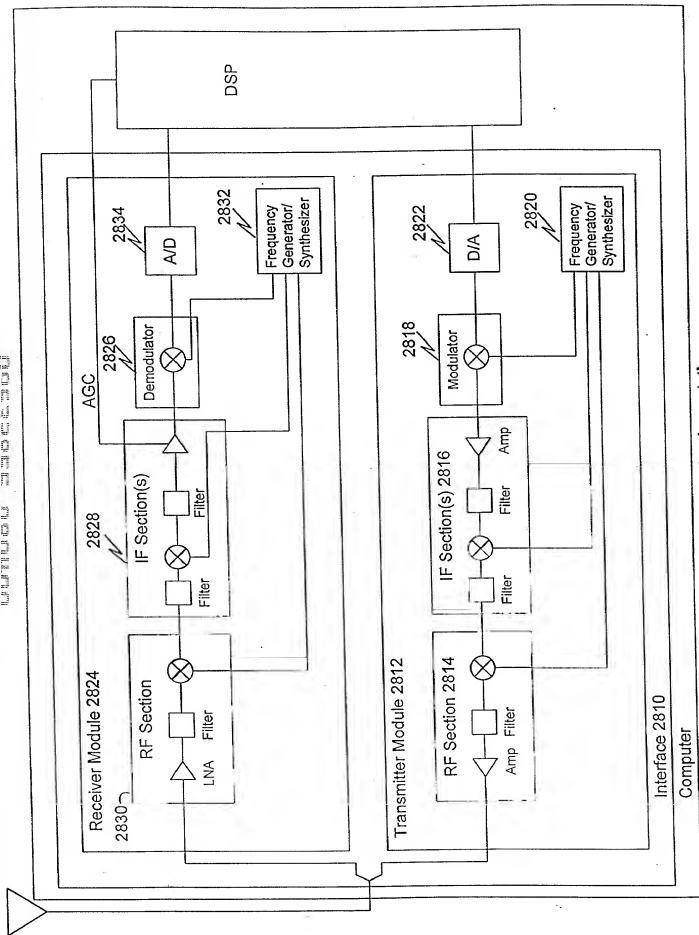 DSP
AGC
Receiver Module 2824
2830
RF Section
LNA
Filter
2828
IF Section(s)
Filter
Filter
2826
Demodulator
2834
A/D
2832
Frequency
Generator/
Synthesizer
Transmitter Module 2812
RF Section 2814
Amp
Filter
IF Section(s) 2816
Filter
Filter
Amp
2818
Modulator
2822
D/A
2820
Frequency
Generator/
Synthesizer
Interface 2810
Computer